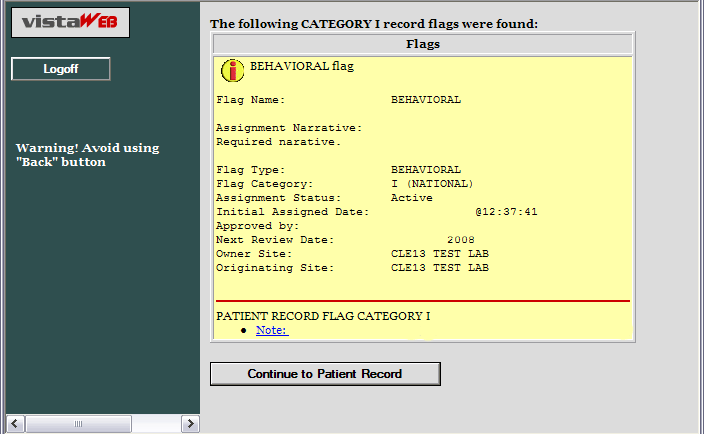 vistaWEB
Logoff
Warning! Avoid using
"Back" button
The following CATEGORY I record flags were found:
Flags
BEHAVIORAL flag
Flag Name: BEHAVIORAL
Assignment Narrative:
Required narative.
Flag Type: BEHAVIORAL
Flag Category: I (NATIONAL)
Assignment Status: Active
Initial Assigned Date: @12:37:41
Approved by:
Next Review Date: 2008
Owner Site: CLE13 TEST LAB
Originating Site: CLE13 TEST LAB
PATIENT RECORD FLAG CATEGORY I
• Note:
Continue to Patient Record